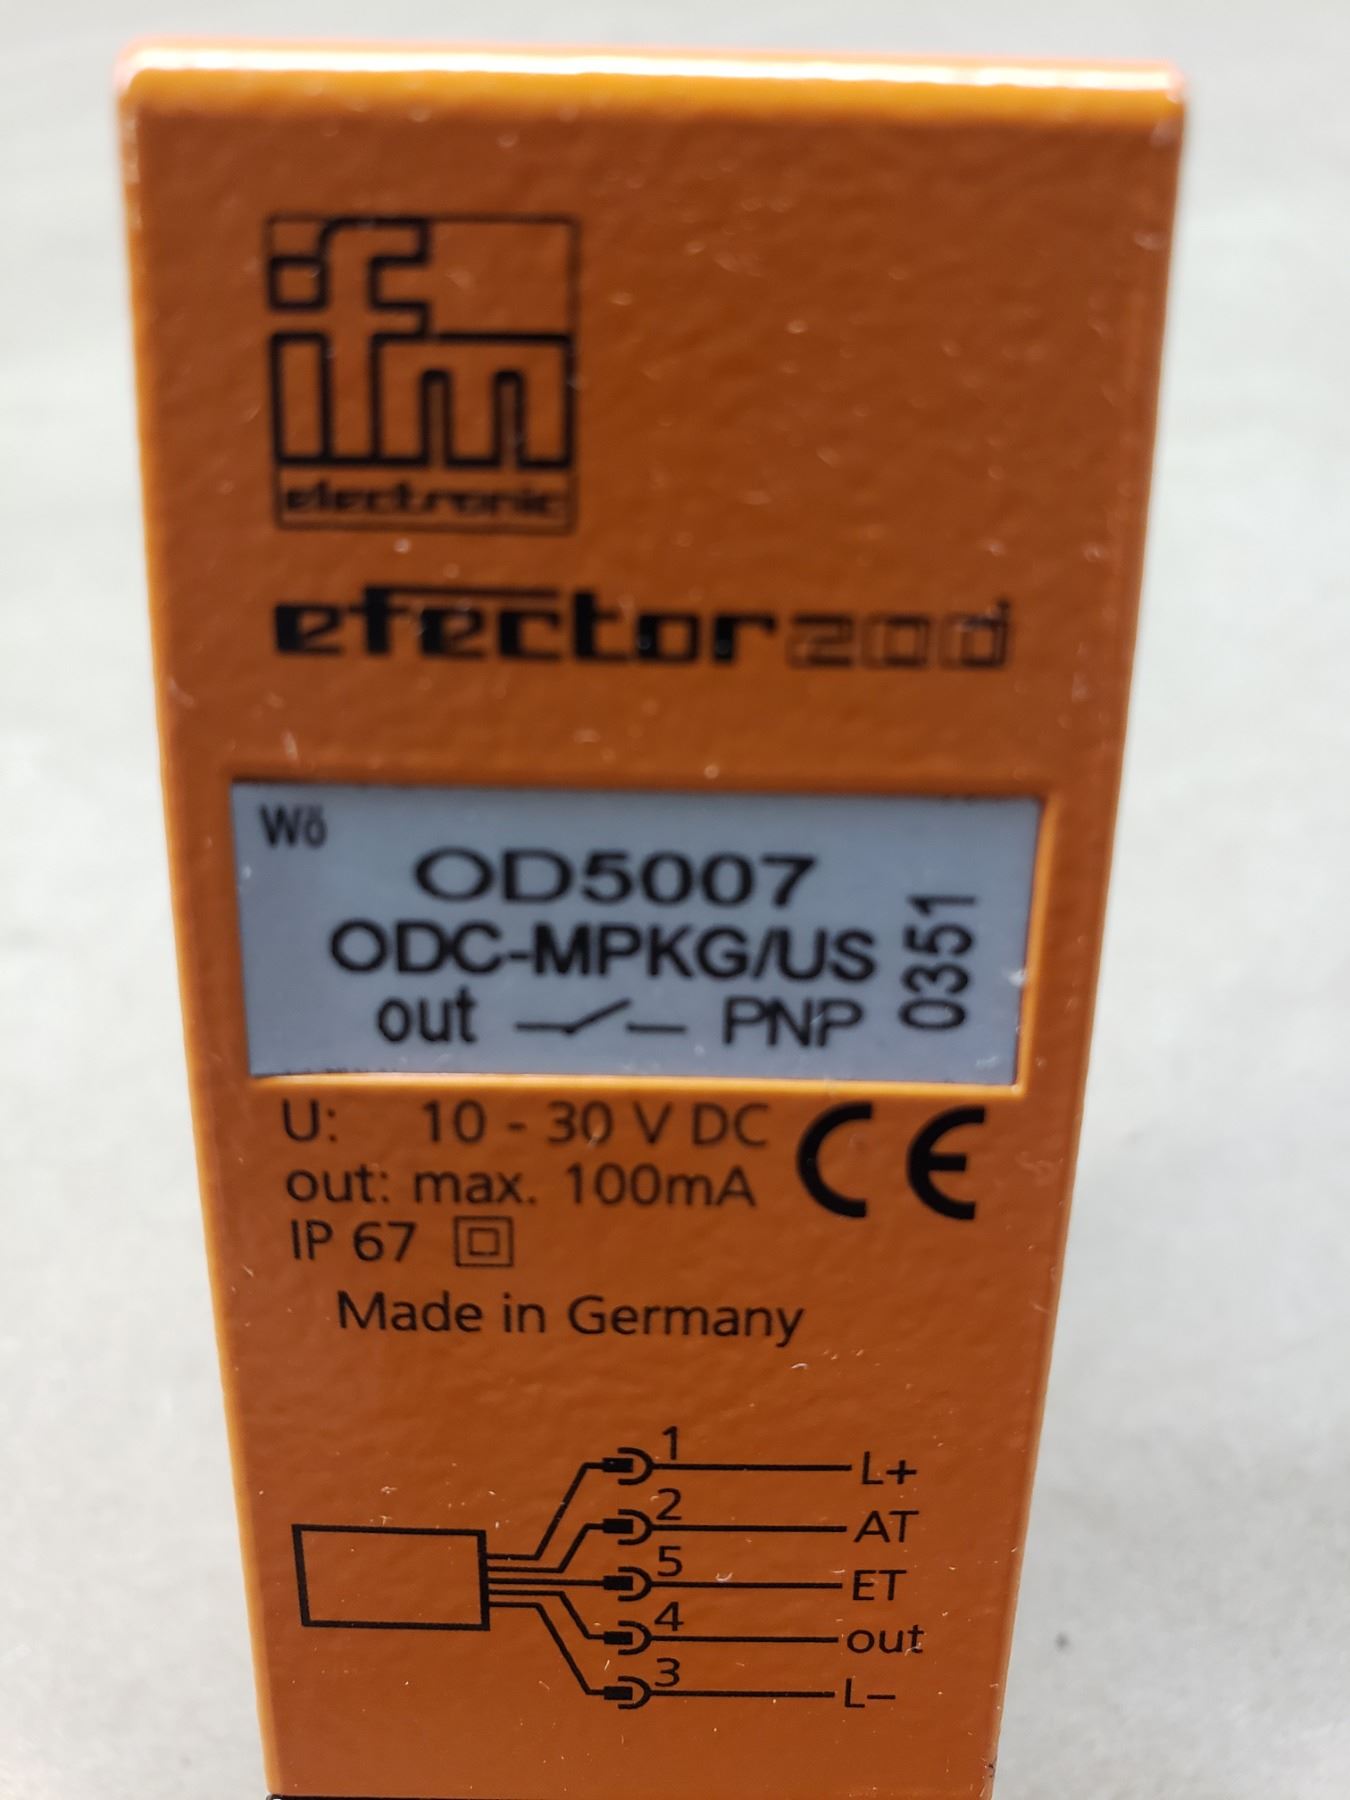 ifm
electronic
efector200
Wö
OD5007
ODC-MPKG/US
out PNP
0351
U: 10 - 30 V DC
out: max. 100mA
CE
IP 67
Made in Germany
1 L+
2 AT
5 ET
4 out
3 L–